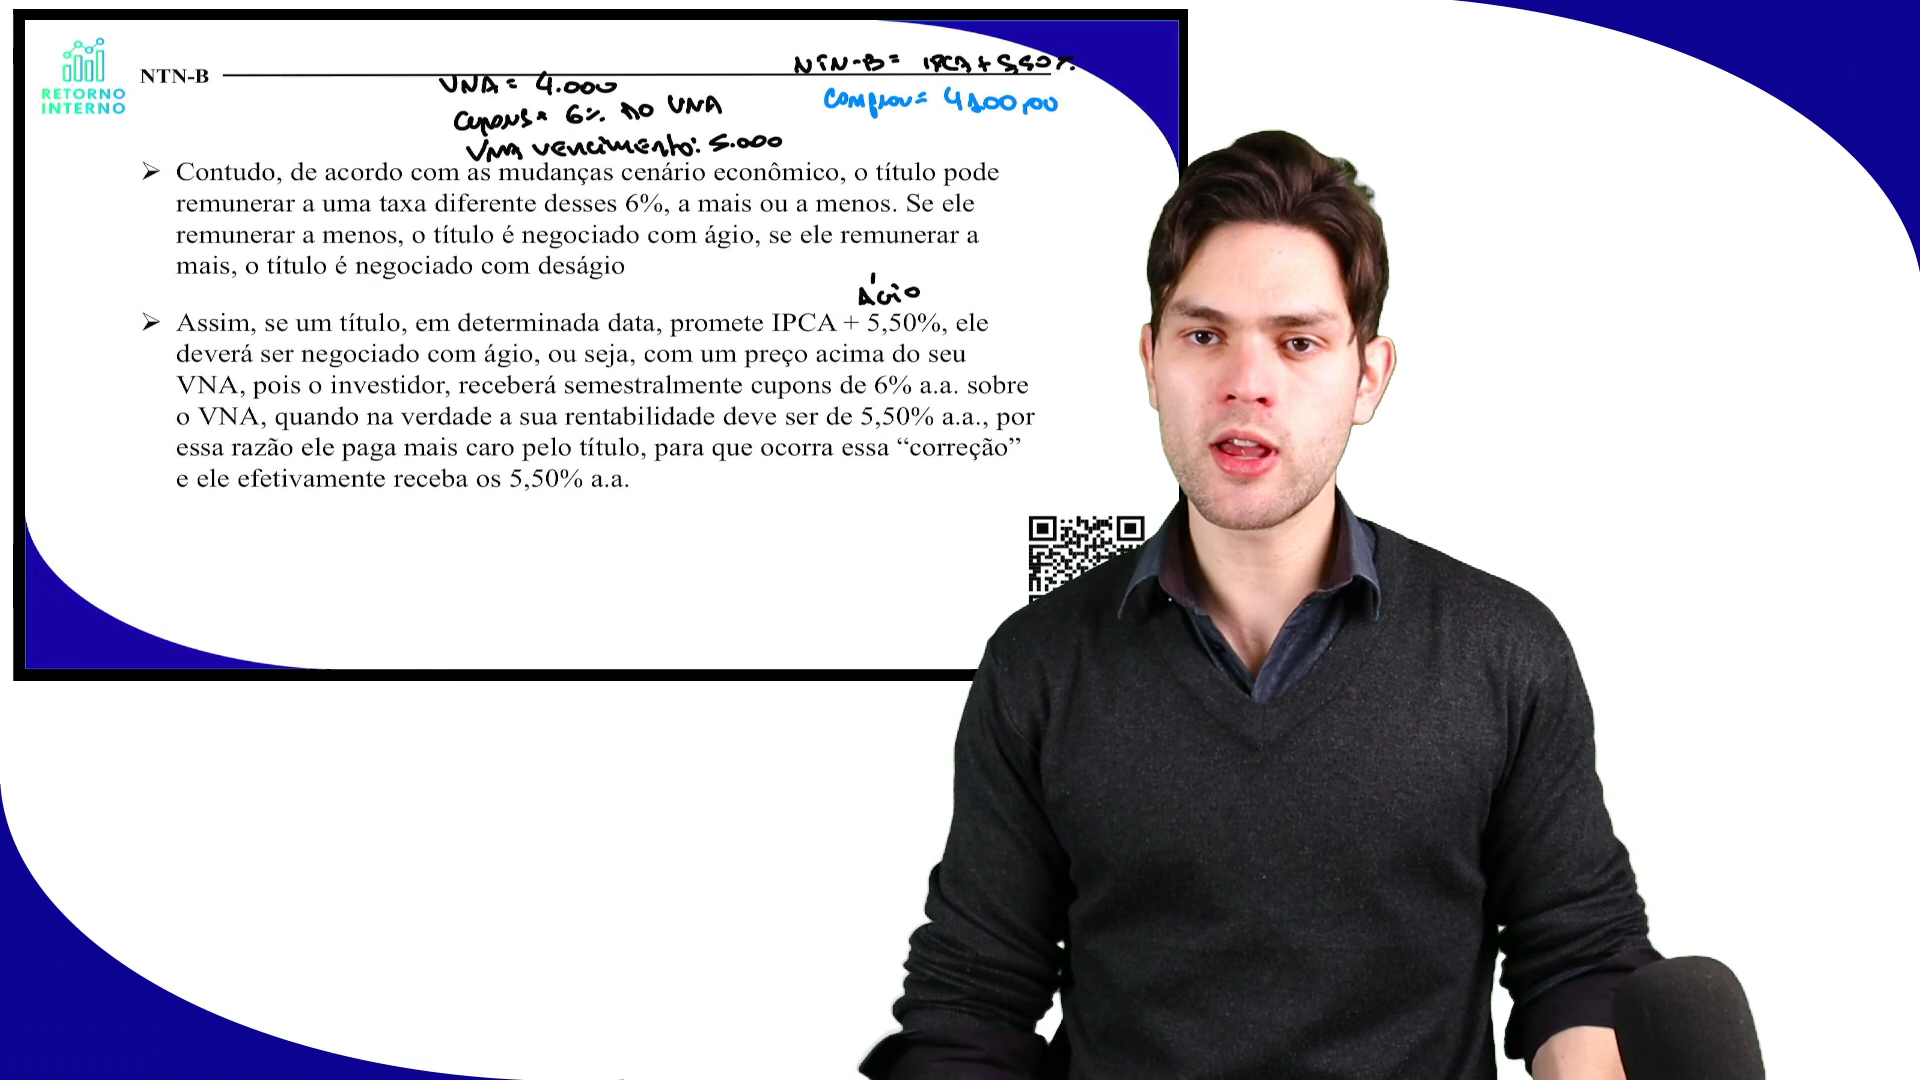 RETORNO
INTERNO
NTN-B
NTN-B = IPCA + 5,50%
VNA = 4.000
Comprou = 4100,00
Cupons = 6% ao VNA
VNA vencimento: 5.000
➢ Contudo, de acordo com as mudanças cenário econômico, o título pode
remunerar a uma taxa diferente desses 6%, a mais ou a menos. Se ele
remunerar a menos, o título é negociado com ágio, se ele remunerar a
mais, o título é negociado com deságio
Ágio
➢ Assim, se um título, em determinada data, promete IPCA + 5,50%, ele
deverá ser negociado com ágio, ou seja, com um preço acima do seu
VNA, pois o investidor, receberá semestralmente cupons de 6% a.a. sobre
o VNA, quando na verdade a sua rentabilidade deve ser de 5,50% a.a., por
essa razão ele paga mais caro pelo título, para que ocorra essa “correção”
e ele efetivamente receba os 5,50% a.a.